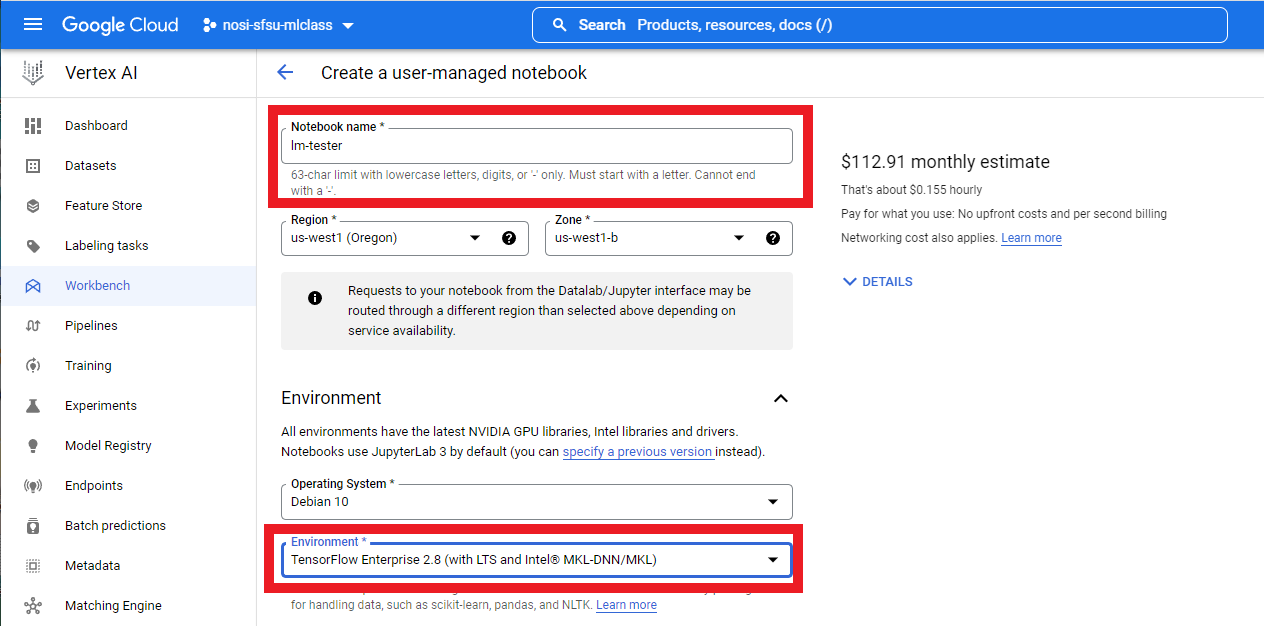 Google Cloud
nosi-sfsu-mlclass
Search Products, resources, docs (/)
Vertex AI
Create a user-managed notebook
Dashboard
Datasets
Feature Store
Labeling tasks
Workbench
Pipelines
Training
Experiments
Model Registry
Endpoints
Batch predictions
Metadata
Matching Engine
Notebook name *
lm-tester
63-char limit with lowercase letters, digits, or '-' only. Must start with a letter. Cannot end
with a '-'.
Region *
us-west1 (Oregon)
Zone *
us-west1-b
Requests to your notebook from the Datalab/Jupyter interface may be
routed through a different region than selected above depending on
service availability.
Environment
All environments have the latest NVIDIA GPU libraries, Intel libraries and drivers.
Notebooks use JupyterLab 3 by default (you can specify a previous version instead).
Operating System *
Debian 10
Environment *
TensorFlow Enterprise 2.8 (with LTS and Intel® MKL-DNN/MKL)
for handling data, such as scikit-learn, pandas, and NLTK. Learn more
$112.91 monthly estimate
That's about $0.155 hourly
Pay for what you use: No upfront costs and per second billing
Networking cost also applies. Learn more
DETAILS